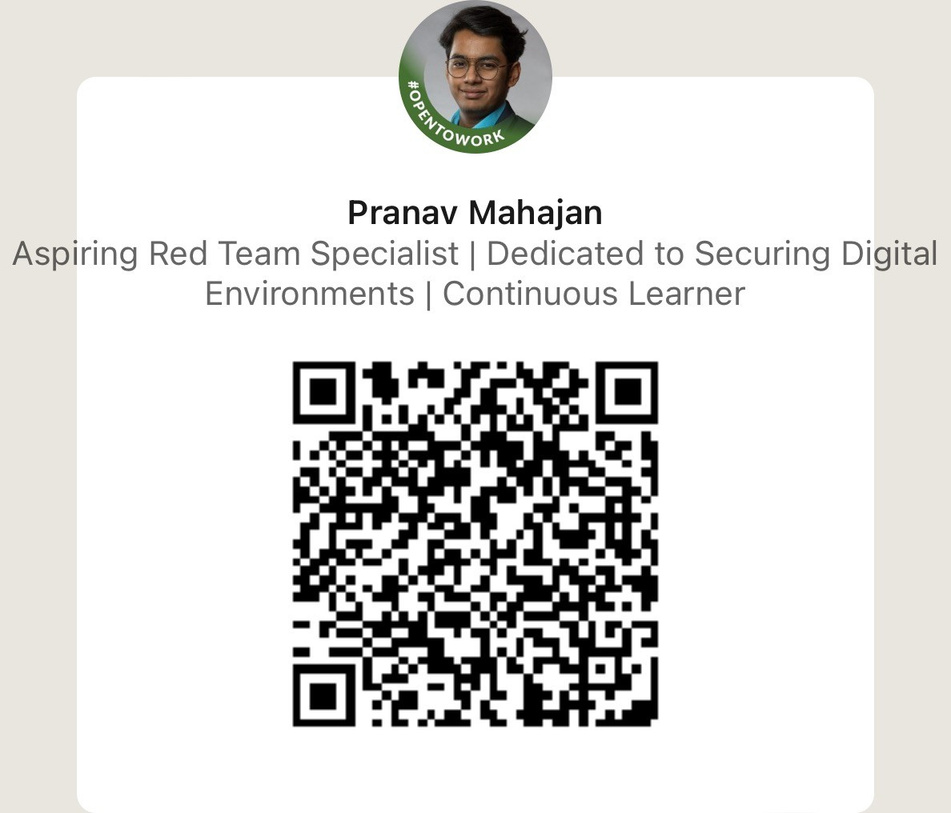 #OPENTOWORK
Pranav Mahajan
Aspiring Red Team Specialist | Dedicated to Securing Digital
Environments | Continuous Learner